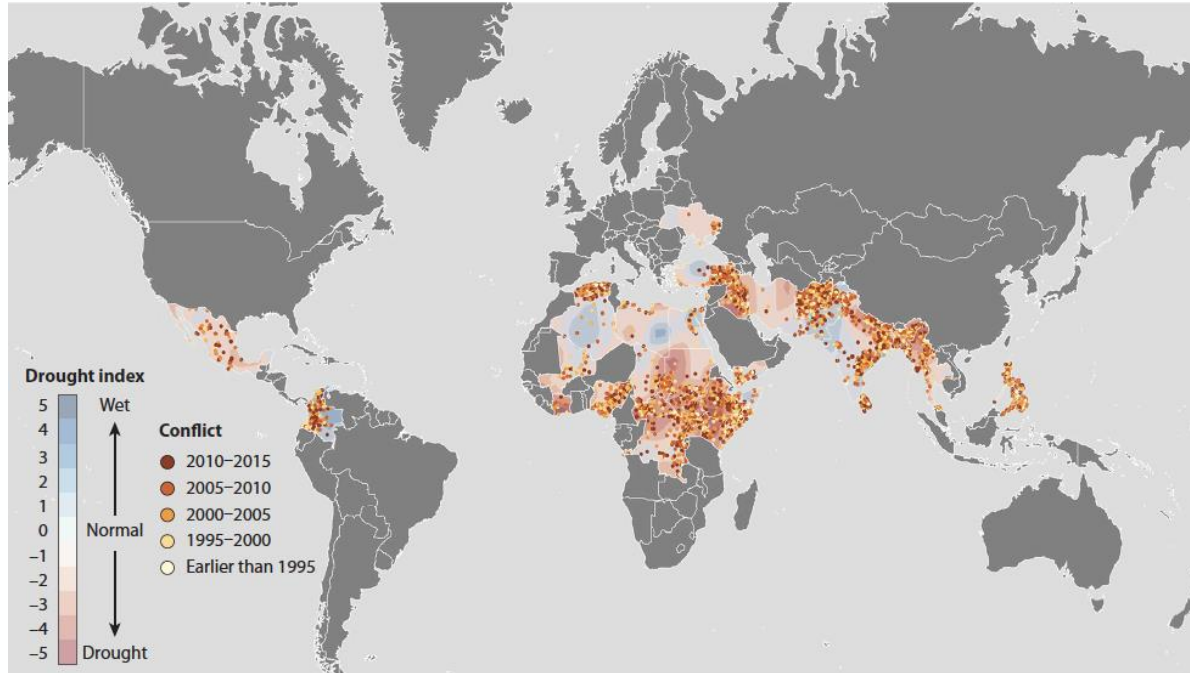 Drought index
5
Wet
4
3
2
1
0
Normal
−1
−2
−3
−4
−5
Drought
Conflict
2010−2015
2005−2010
2000−2005
1995−2000
Earlier than 1995